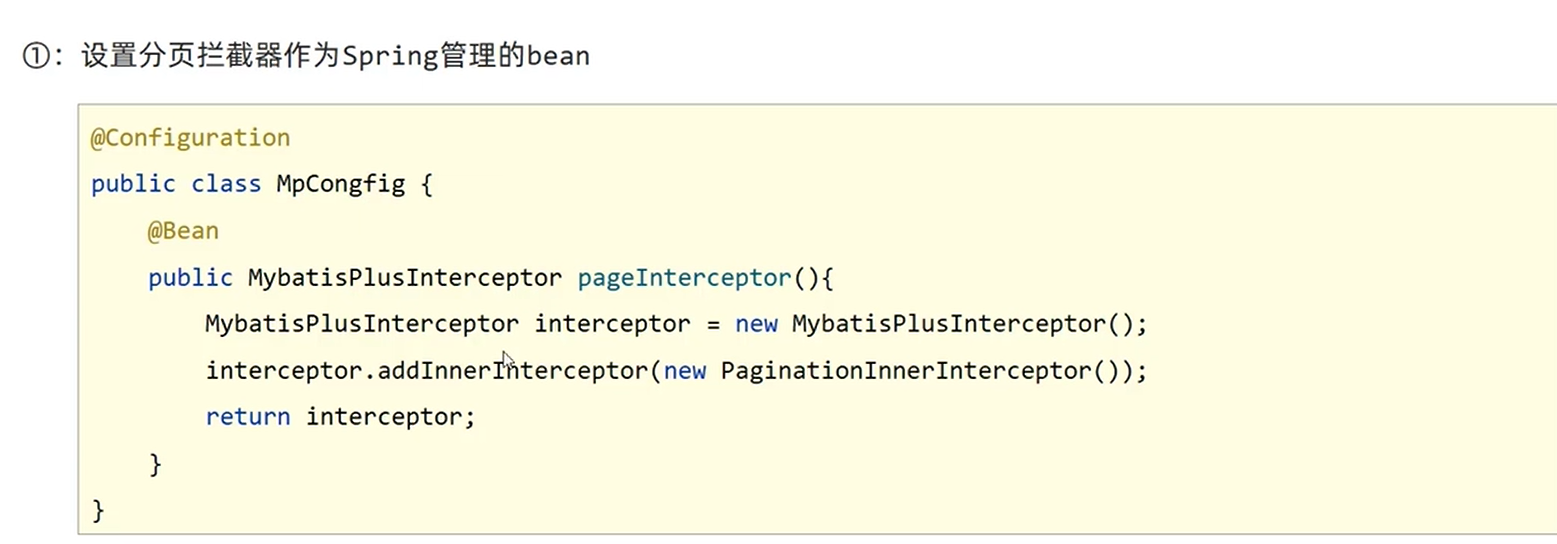 ①：设置分页拦截器作为Spring管理的bean
@Configuration
public class MpCongfig {
    @Bean
    public MybatisPlusInterceptor pageInterceptor(){
        MybatisPlusInterceptor interceptor = new MybatisPlusInterceptor();
        interceptor.addInnerInterceptor(new PaginationInnerInterceptor());
        return interceptor;
    }
}